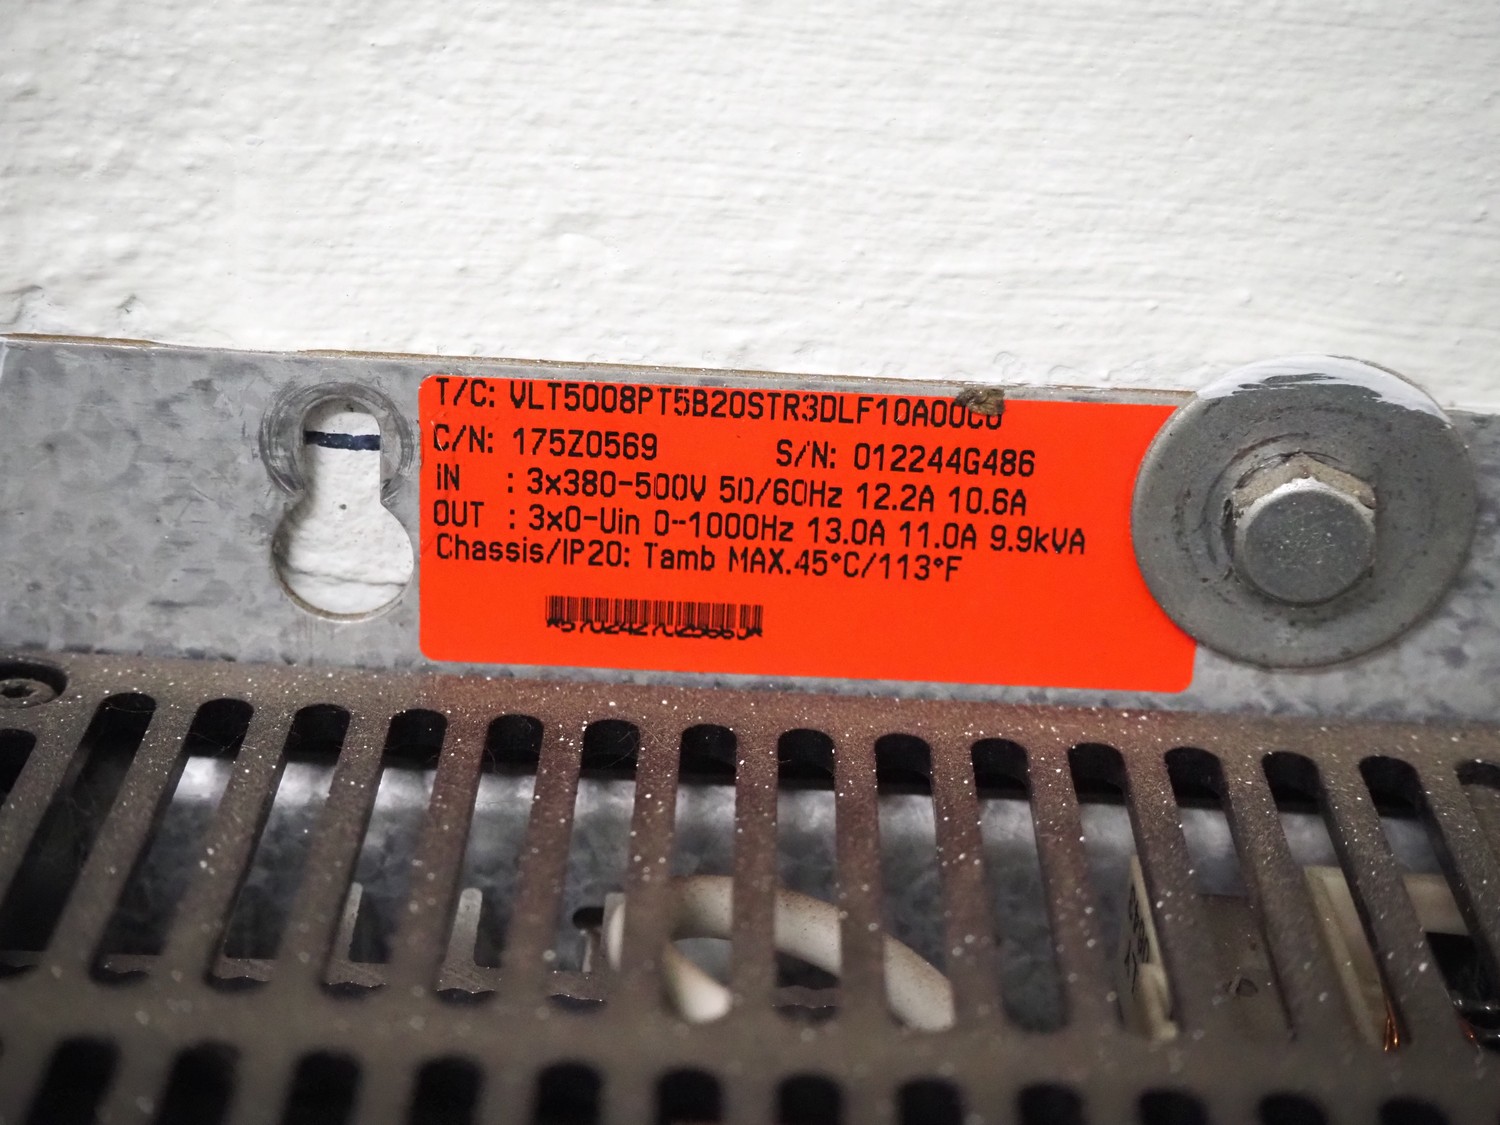 T/C: VLT5008PT5B20STR3DLF10A00C0
C/N: 175Z0569 S/N: 012244G486
IN : 3x380-500V 50/60Hz 12.2A 10.6A
OUT : 3x0-Uin 0-1000Hz 13.0A 11.0A 9.9kVA
Chassis/IP20: Tamb MAX.45°C/113°F